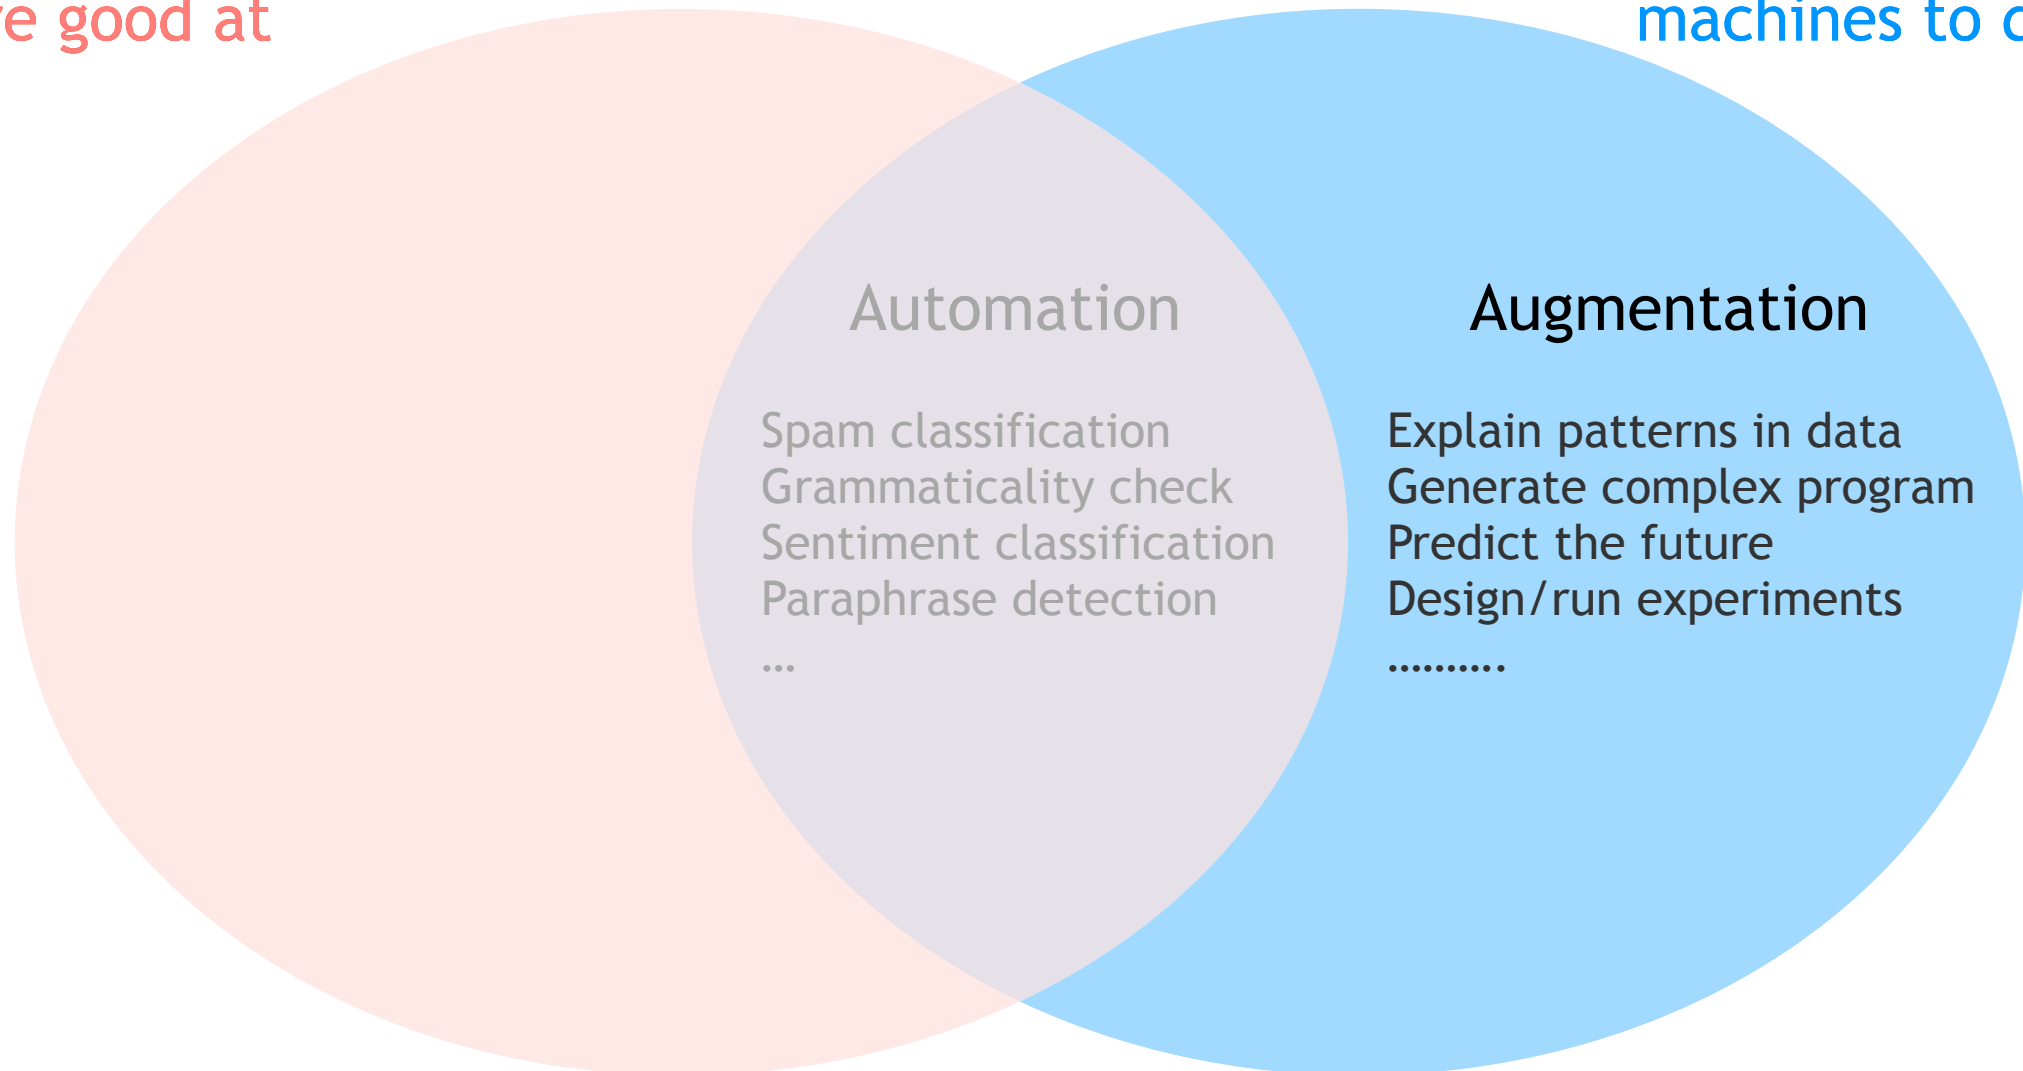 good at
machines to
Automation
Spam classification
Grammaticality check
Sentiment classification
Paraphrase detection
...
Augmentation
Explain patterns in data
Generate complex program
Predict the future
Design/run experiments
..........